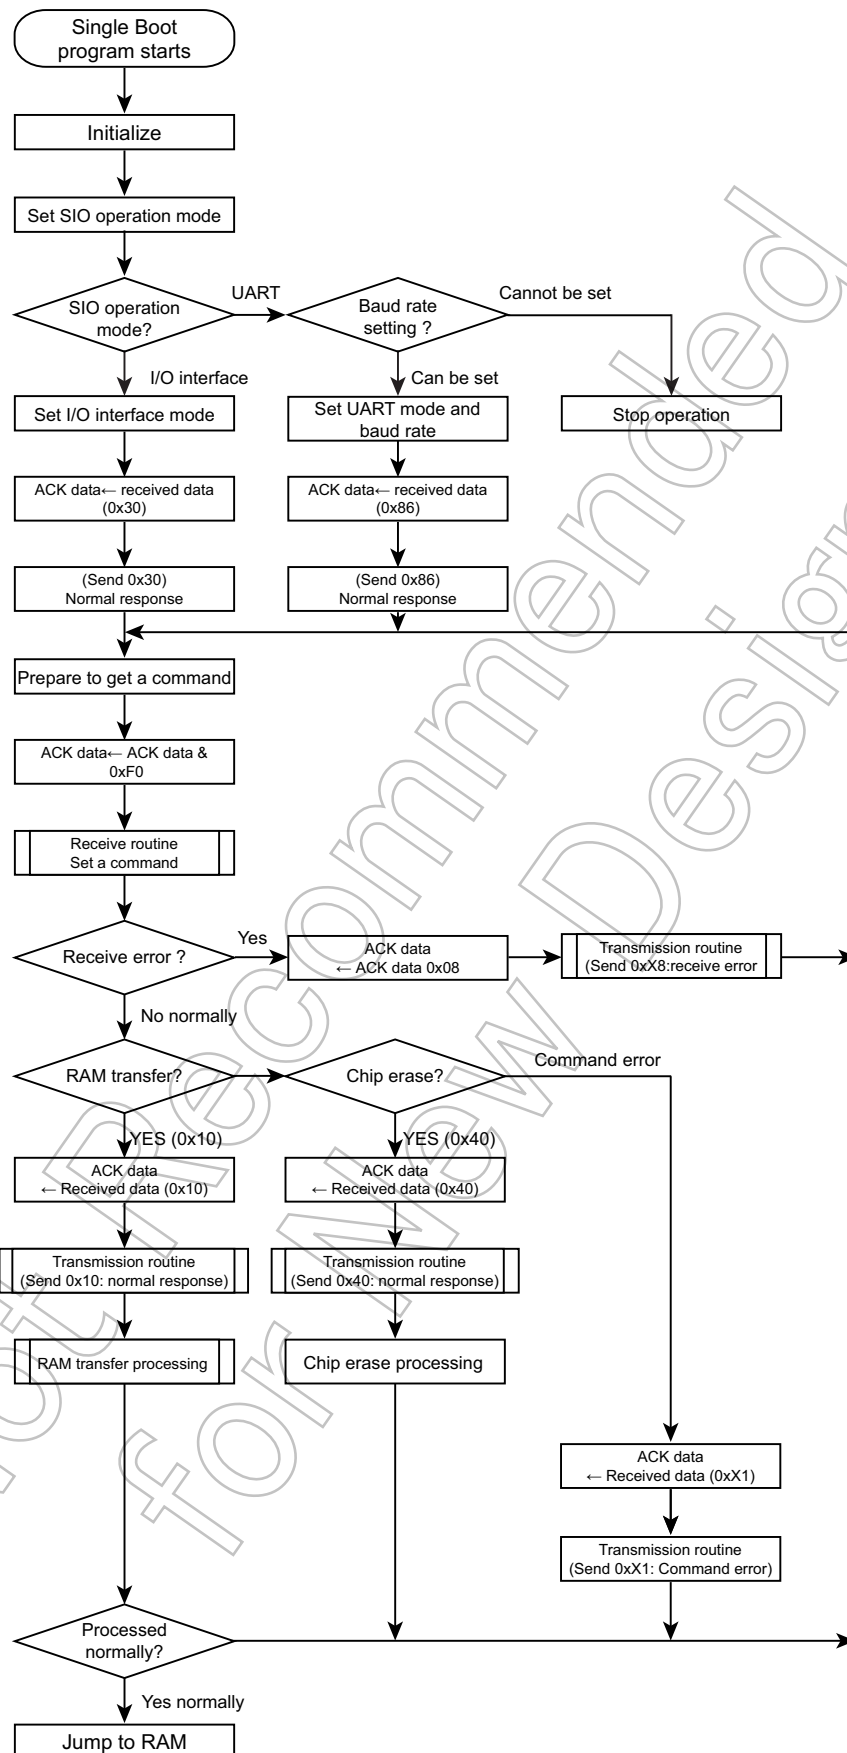 Single Boot
program starts
Initialize
Set SIO operation mode
SIO operation
mode?
UART
Baud rate
setting ?
Cannot be set
I/O interface
Can be set
Set I/O interface mode
Set UART mode and
baud rate
Stop operation
ACK data← received data
(0x30)
ACK data← received data
(0x86)
(Send 0x30)
Normal response
(Send 0x86)
Normal response
Prepare to get a command
ACK data← ACK data &
0xF0
Receive routine
Set a command
Receive error ?
Yes
ACK data
← ACK data 0x08
Transmission routine
(Send 0xX8:receive error
No normally
RAM transfer?
Chip erase?
Command error
YES (0x10)
YES (0x40)
ACK data
← Received data (0x10)
ACK data
← Received data (0x40)
Transmission routine
(Send 0x10: normal response)
Transmission routine
(Send 0x40: normal response)
RAM transfer processing
Chip erase processing
ACK data
← Received data (0xX1)
Transmission routine
(Send 0xX1: Command error)
Processed
normally?
Yes normally
Jump to RAM
not Recommended
for New Design